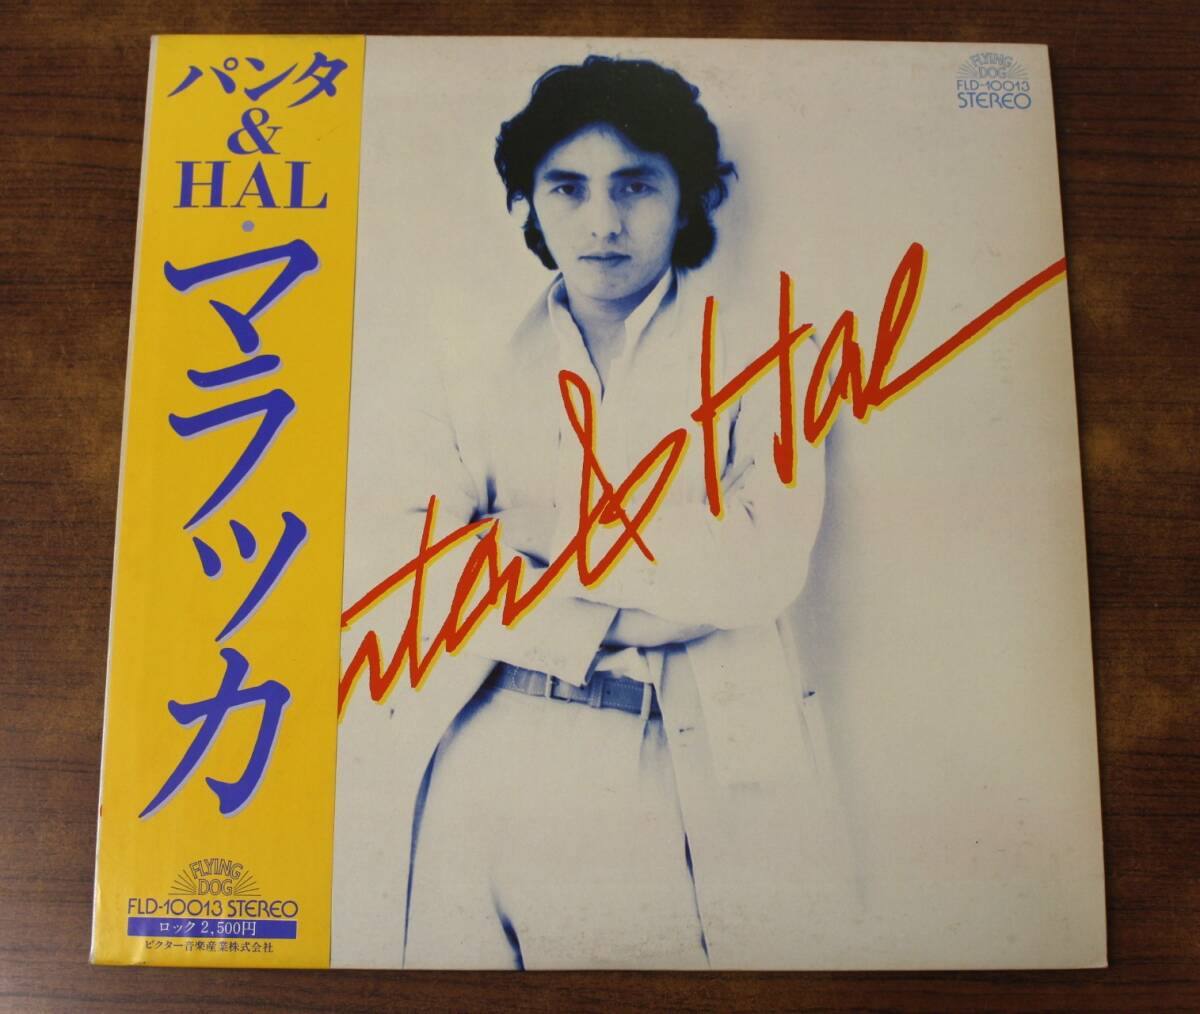 パンタ
&
HAL
・
マラッカ
FLYING
DOG
FLD-10013 STEREO
ロック 2,500円
ビクター音楽産業株式会社
FLYING
DOG
FLD-10013
STEREO
ntax & Hal